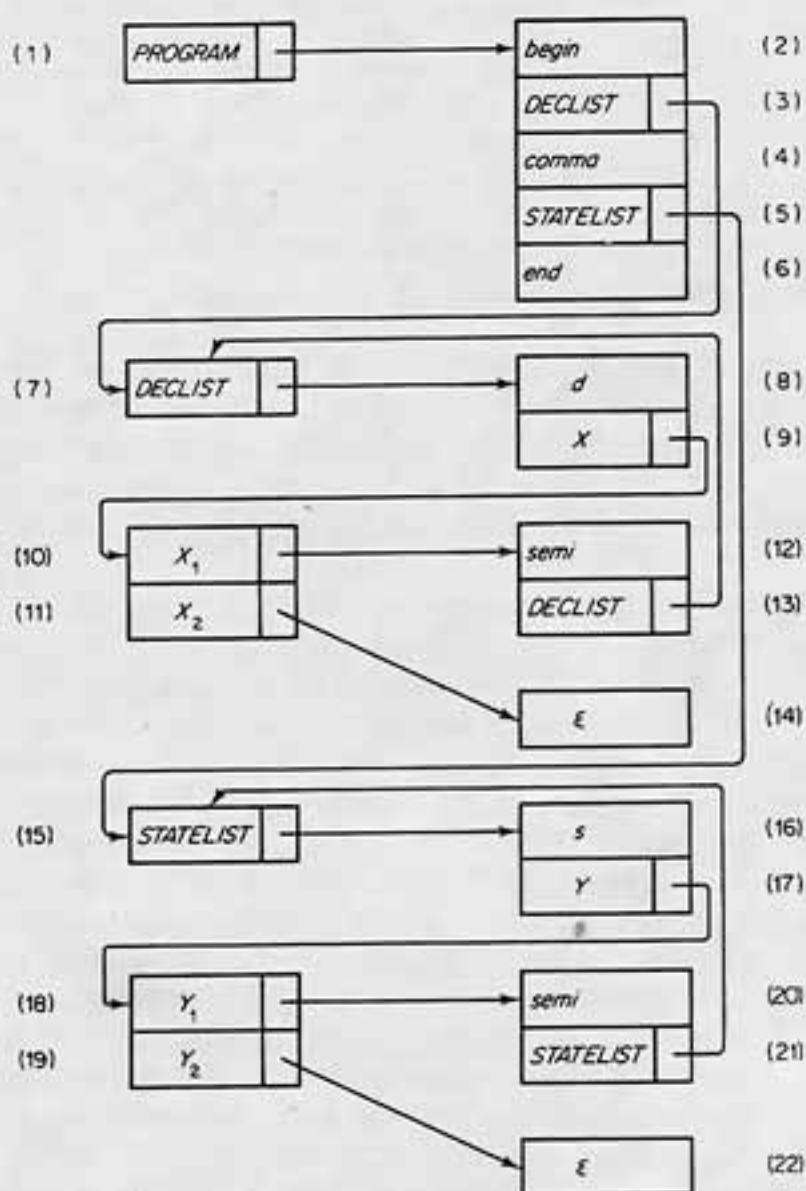 (1) PROGRAM begin (2)
DECLIST (3)
comma (4)
STATELIST (5)
end (6)
(7) DECLIST d (8)
X (9)
(10) X₁ semi (12)
(11) X₂ DECLIST (13)
ε (14)
(15) STATELIST s (16)
Y (17)
(18) Y₁ semi (20)
(19) Y₂ STATELIST (21)
ε (22)